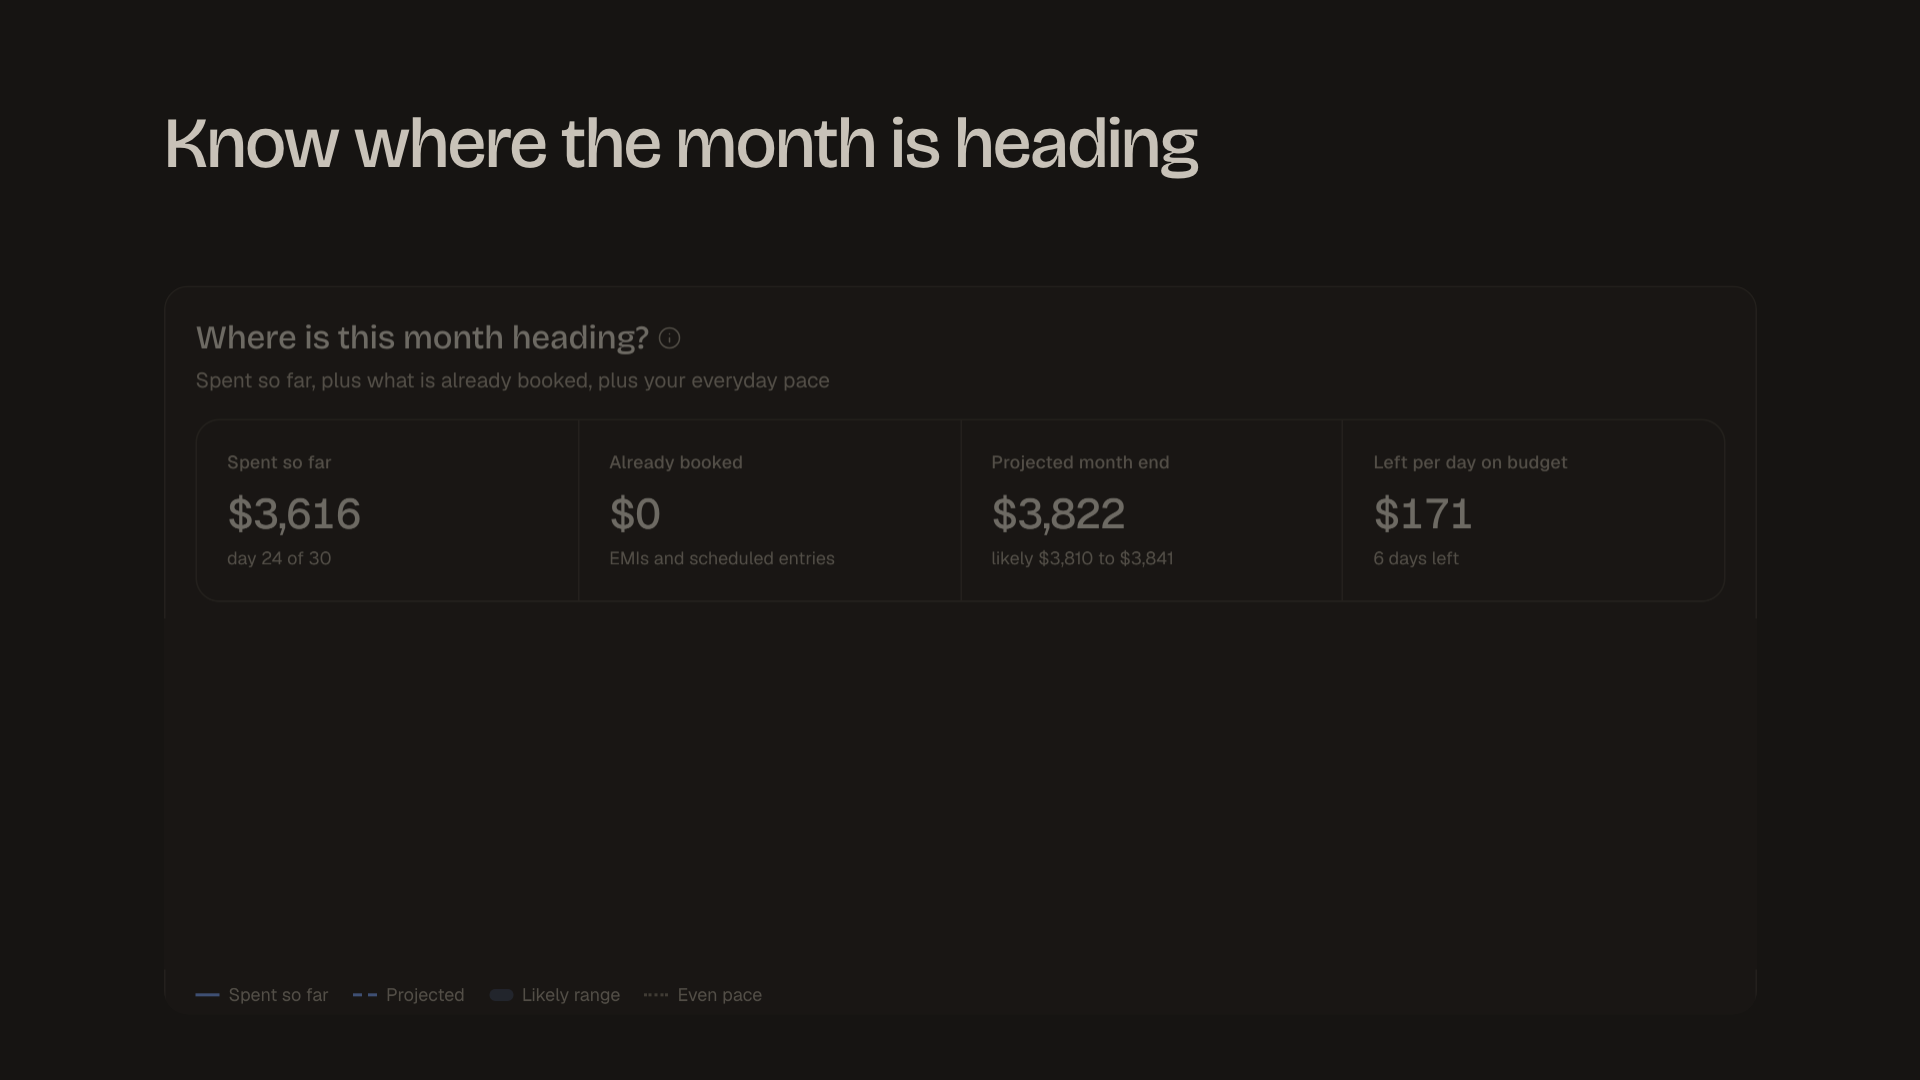 Know where the month is heading
Where is this month heading?
Spent so far, plus what is already booked, plus your everyday pace
Spent so far
$3,616
day 24 of 30
Already booked
$0
EMIs and scheduled entries
Projected month end
$3,822
likely $3,810 to $3,841
Left per day on budget
$171
6 days left
Spent so far
Projected
Likely range
Even pace